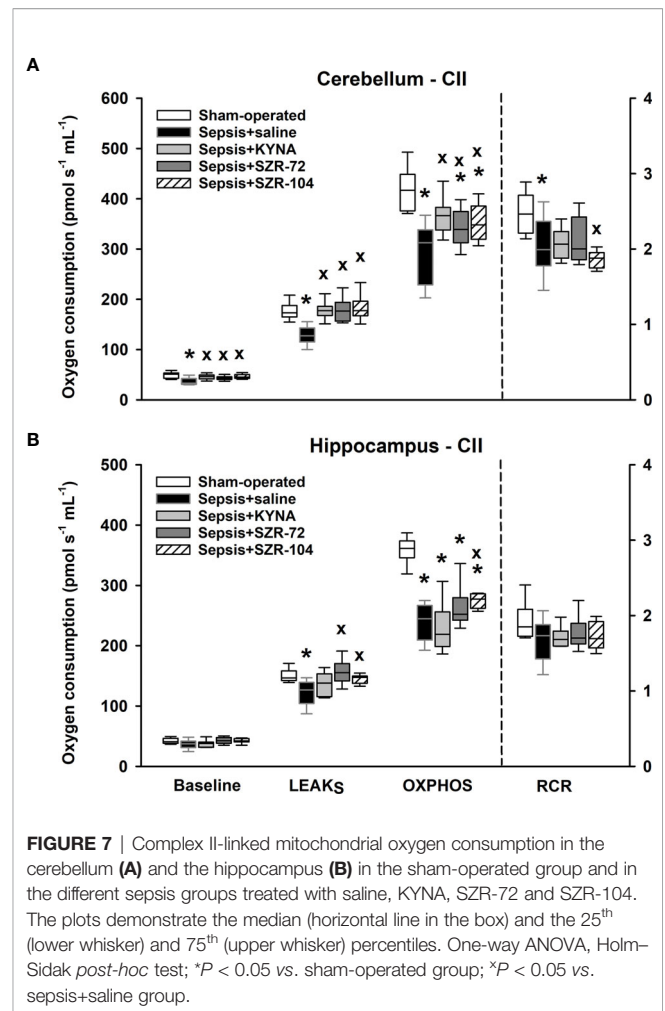 A
Cerebellum - CII
Oxygen consumption (pmol s⁻¹ mL⁻¹)
600
500
400
300
200
100
0
Sham-operated
Sepsis+saline
Sepsis+KYNA
Sepsis+SZR-72
Sepsis+SZR-104
* x x x
* x x x
* x x * x *
* x
4
3
2
1
0
B
Hippocampus - CII
Oxygen consumption (pmol s⁻¹ mL⁻¹)
500
400
300
200
100
0
Sham-operated
Sepsis+saline
Sepsis+KYNA
Sepsis+SZR-72
Sepsis+SZR-104
* x x
* * * x *
4
3
2
1
0
Baseline LEAKs OXPHOS RCR
FIGURE 7 | Complex II-linked mitochondrial oxygen consumption in the
cerebellum (A) and the hippocampus (B) in the sham-operated group and in
the different sepsis groups treated with saline, KYNA, SZR-72 and SZR-104.
The plots demonstrate the median (horizontal line in the box) and the 25th
(lower whisker) and 75th (upper whisker) percentiles. One-way ANOVA, Holm–
Sidak post-hoc test; *P < 0.05 vs. sham-operated group; ˣP < 0.05 vs.
sepsis+saline group.